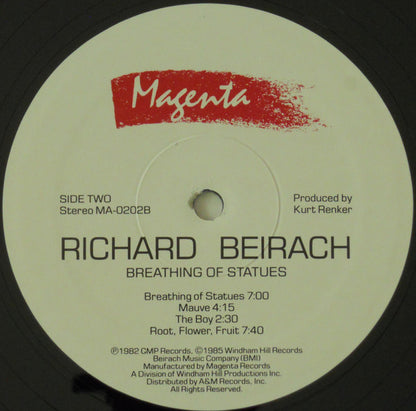 Magenta
SIDE TWO
Stereo MA-0202B
Produced by
Kurt Renker
RICHARD BEIRACH
BREATHING OF STATUES
Breathing of Statues 7:00
Mauve 4:15
The Boy 2:30
Root, Flower, Fruit 7:40
℗1982 CMP Records, ©1985 Windham Hill Records
Beirach Music Company (BMI)
Manufactured by Magenta Records
A Division of Windham Hill Productions Inc.
Distributed by A&M Records, Inc.
All Rights Reserved.